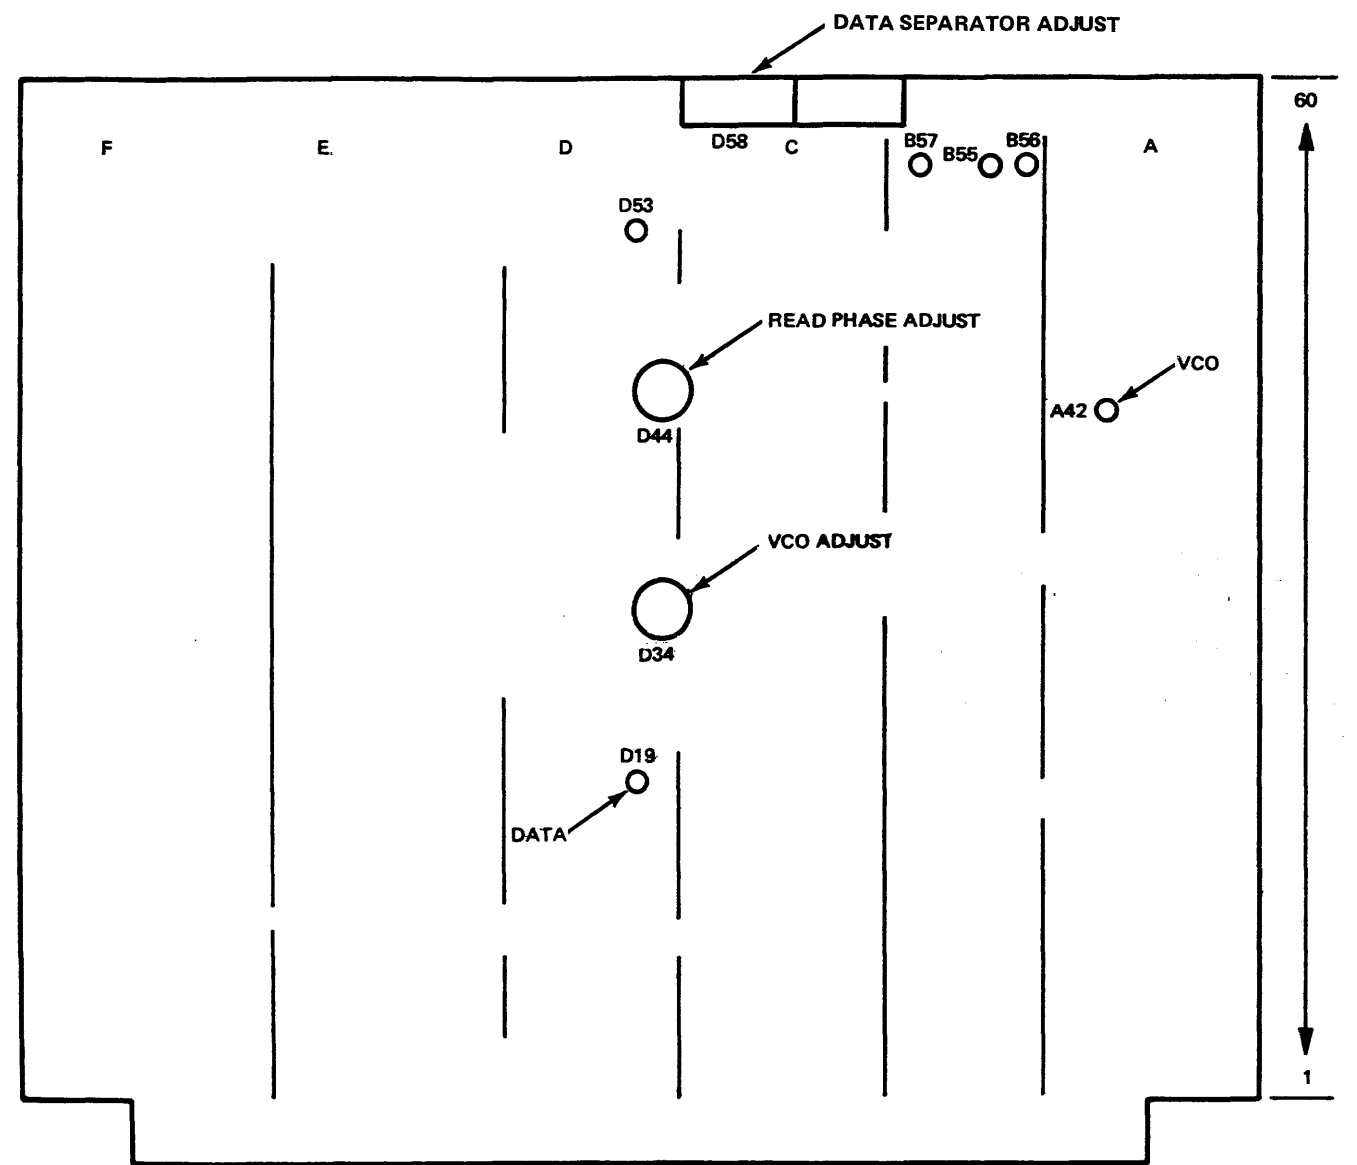 DATA SEPARATOR ADJUST
60
F
E
D
D58
C
B57
B55
B56
A
D53
READ PHASE ADJUST
VCO
A42
D44
VCO ADJUST
D34
D19
DATA
1